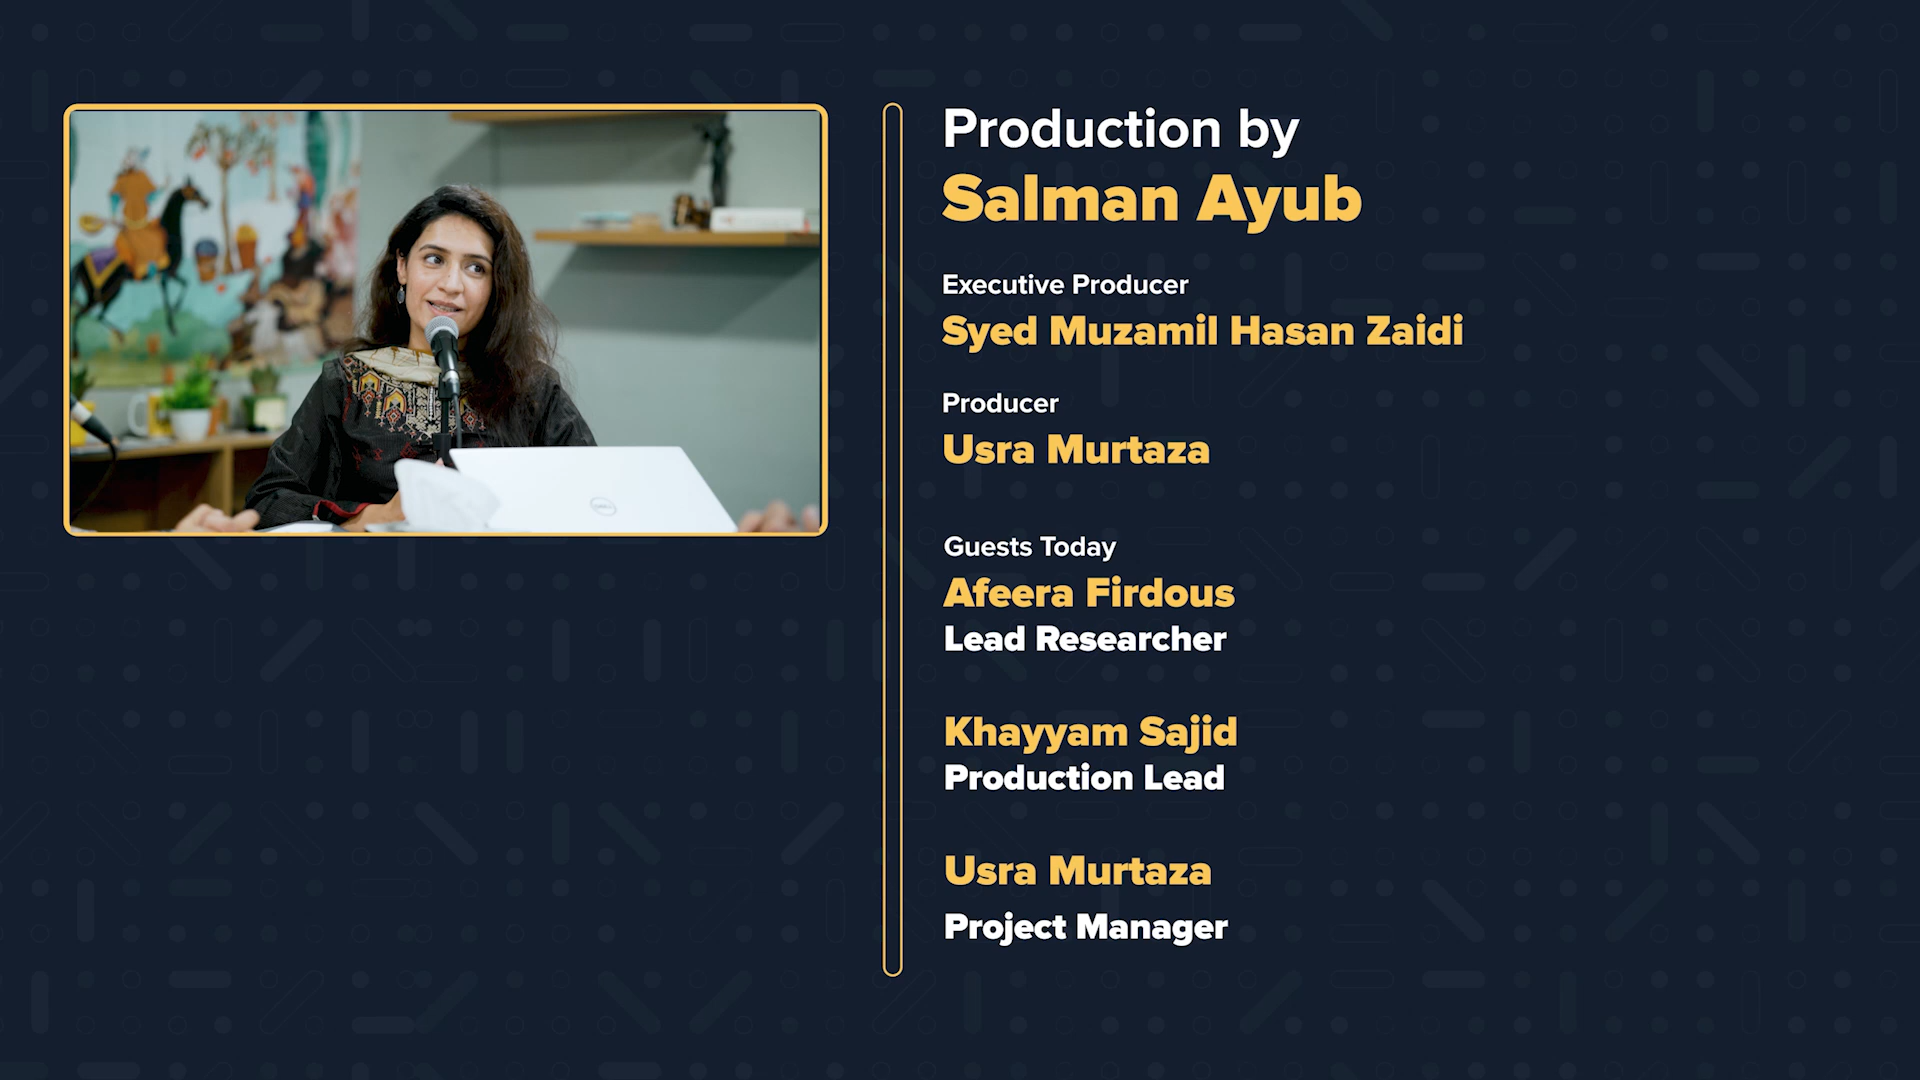 Production by
Salman Ayub
Executive Producer
Syed Muzamil Hasan Zaidi
Producer
Usra Murtaza
Guests Today
Afeera Firdous
Lead Researcher
Khayyam Sajid
Production Lead
Usra Murtaza
Project Manager